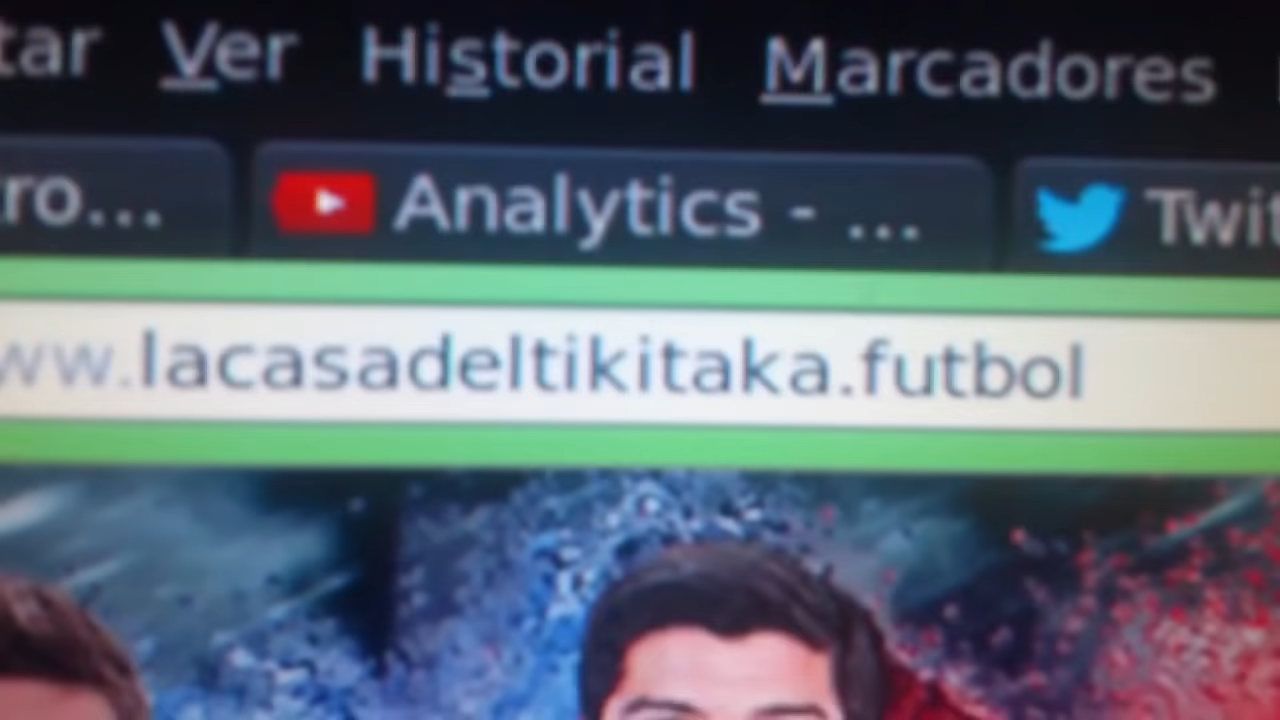 tar Ver Historial Marcadores
ro... Analytics - ... Twit
ww.lacasadeltikitaka.futbol